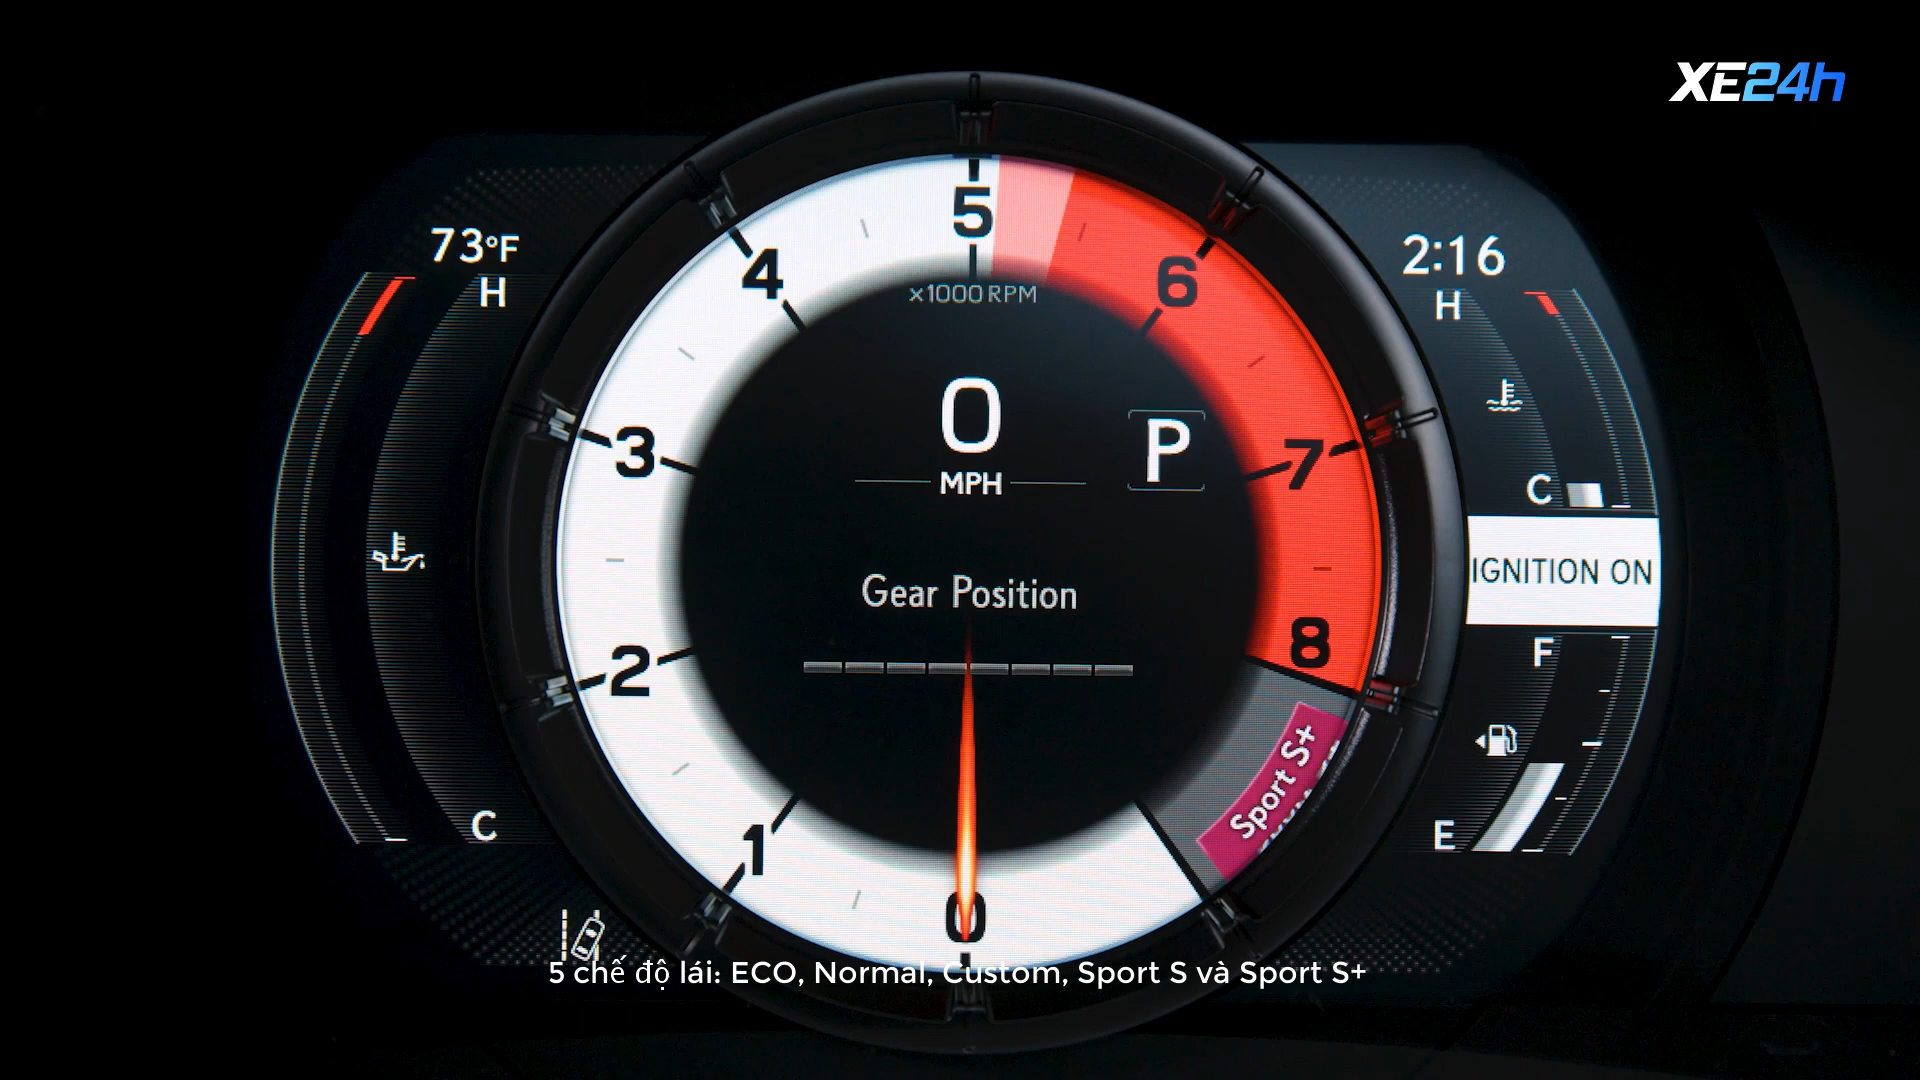 XE24h
73°F
H
C
5
4
3
2
1
0
6
7
8
x1000 RPM
0
MPH
P
Gear Position
Sport S+
2:16
H
C
IGNITION ON
F
E
5 chế độ lái: ECO, Normal, Custom, Sport S và Sport S+